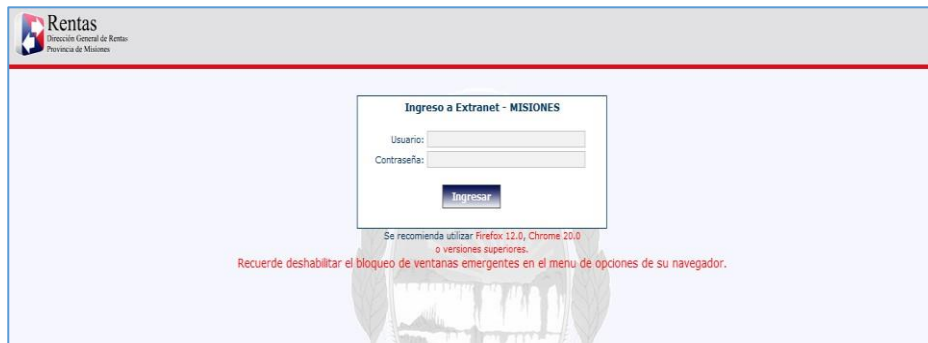 Rentas
Dirección General de Rentas
Provincia de Misiones
Ingreso a Extranet - MISIONES
Usuario:
Contraseña:
Ingresar
Se recomienda utilizar Firefox 12.0, Chrome 20.0
o versiones superiores.
Recuerde deshabilitar el bloqueo de ventanas emergentes en el menu de opciones de su navegador.